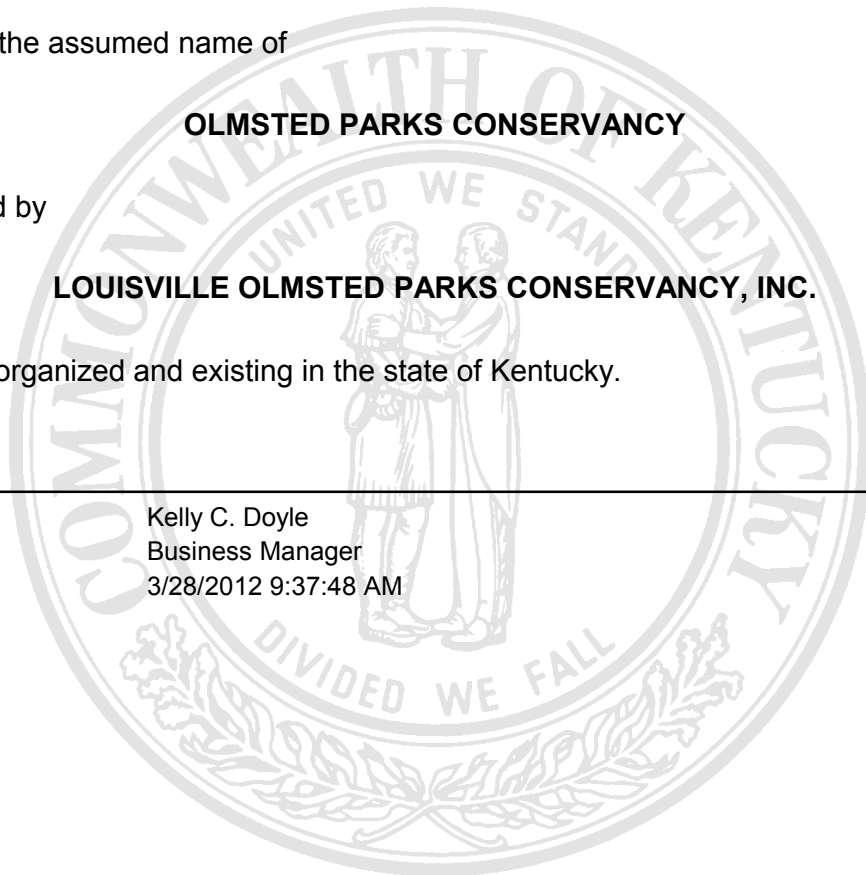 the assumed name of
OLMSTED PARKS CONSERVANCY
d by
LOUISVILLE OLMSTED PARKS CONSERVANCY, INC.
organized and existing in the state of Kentucky.
Kelly C. Doyle
Business Manager
3/28/2012 9:37:48 AM
COMMONWEALTH OF KENTUCKY
UNITED WE STAND
DIVIDED WE FALL